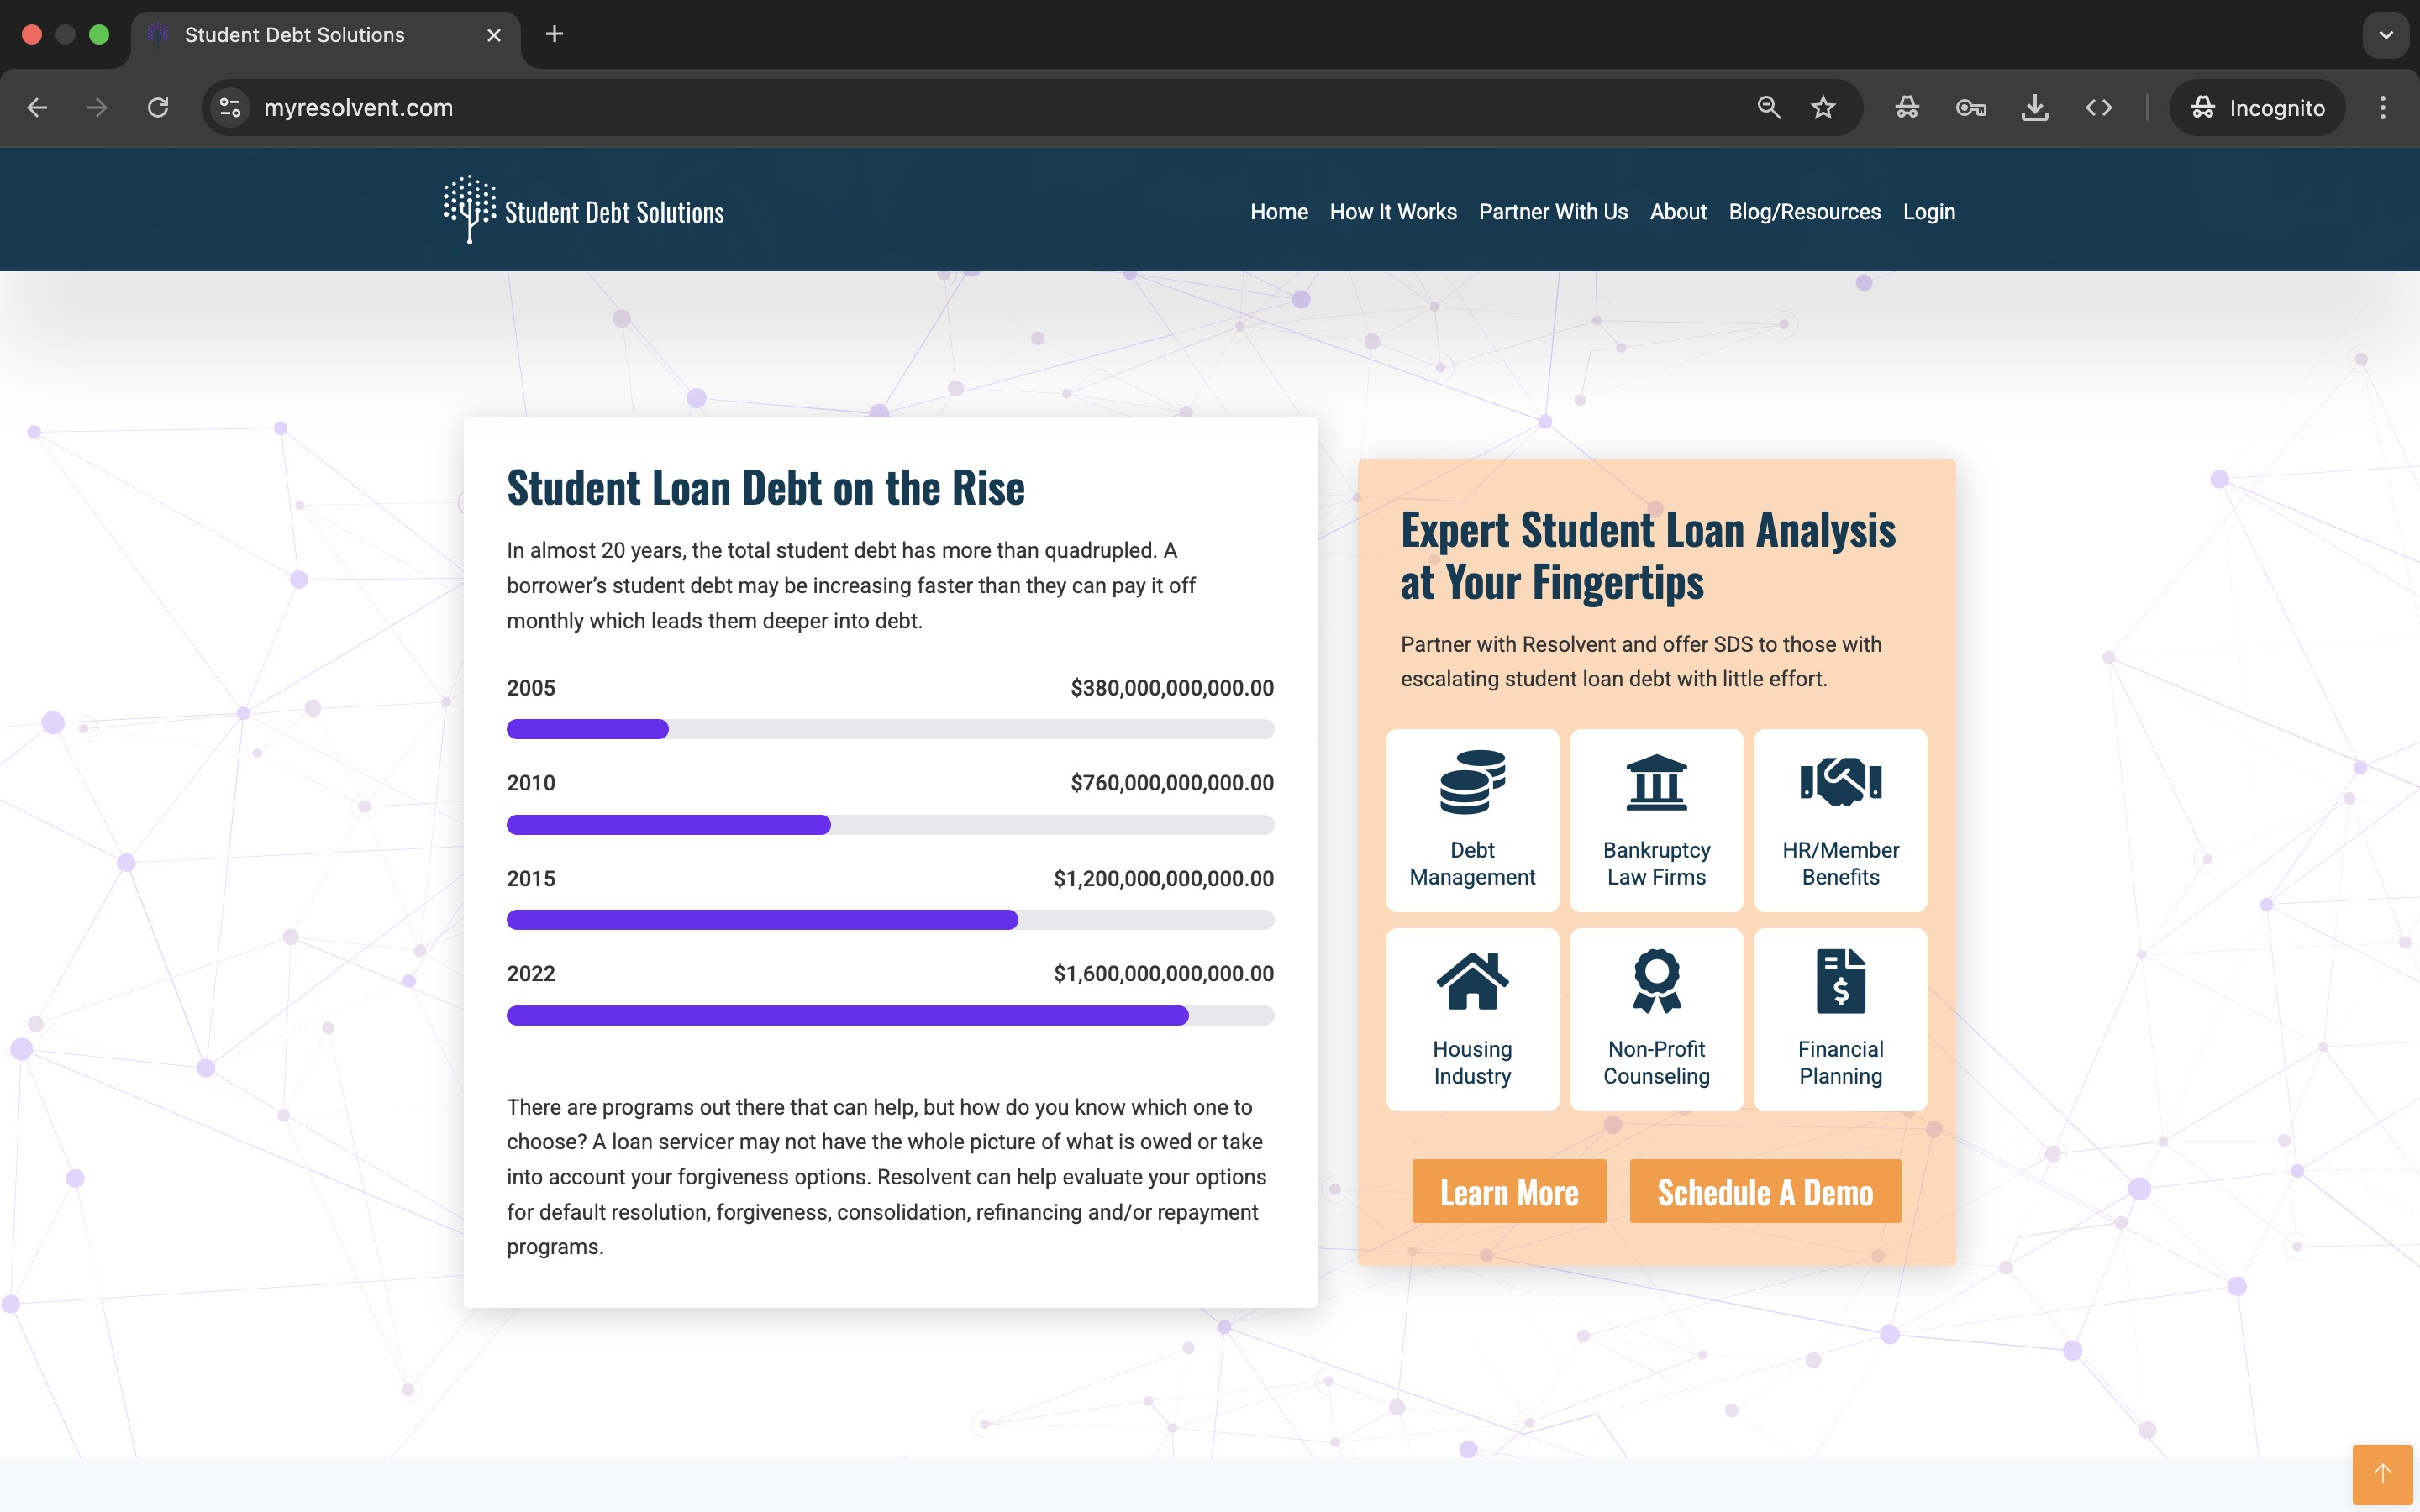 Student Debt Solutions
myresolvent.com
Incognito
Student Debt Solutions
Home How It Works Partner With Us About Blog/Resources Login
Student Loan Debt on the Rise
In almost 20 years, the total student debt has more than quadrupled. A
borrower’s student debt may be increasing faster than they can pay it off
monthly which leads them deeper into debt.
2005 $380,000,000,000.00
2010 $760,000,000,000.00
2015 $1,200,000,000,000.00
2022 $1,600,000,000,000.00
There are programs out there that can help, but how do you know which one to
choose? A loan servicer may not have the whole picture of what is owed or take
into account your forgiveness options. Resolvent can help evaluate your options
for default resolution, forgiveness, consolidation, refinancing and/or repayment
programs.
Expert Student Loan Analysis
at Your Fingertips
Partner with Resolvent and offer SDS to those with
escalating student loan debt with little effort.
Debt
Management
Bankruptcy
Law Firms
HR/Member
Benefits
Housing
Industry
Non-Profit
Counseling
$
Financial
Planning
Learn More
Schedule A Demo